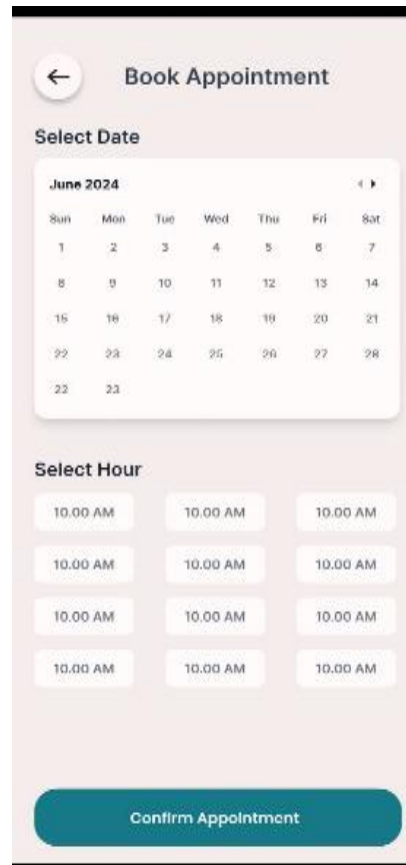 Book Appointment
Select Date
June 2024
Sun Mon Tue Wed Thu Fri Sat
1 2 3 4 5 6 7
8 9 10 11 12 13 14
15 16 17 18 19 20 21
22 23 24 25 26 27 28
22 23
Select Hour
10.00 AM 10.00 AM 10.00 AM
10.00 AM 10.00 AM 10.00 AM
10.00 AM 10.00 AM 10.00 AM
10.00 AM 10.00 AM 10.00 AM
Confirm Appointment